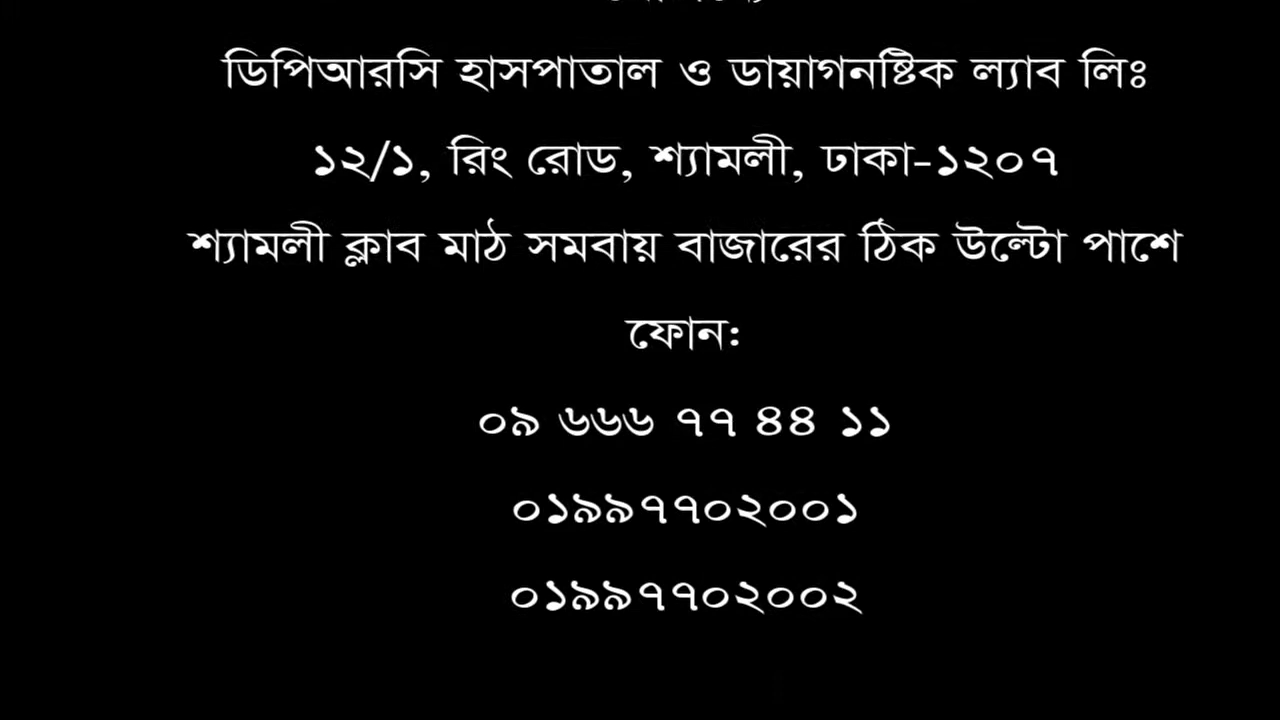 ডিপিআরসি হাসপাতাল ও ডায়াগনষ্টিক ল্যাব লিঃ
১২/১, রিং রোড, শ্যামলী, ঢাকা-১২০৭
শ্যামলী ক্লাব মাঠ সমবায় বাজারের ঠিক উল্টো পাশে
ফোন:
০৯ ৬৬৬ ৭৭ ৪৪ ১১
০১৯৯৭৭০২০০১
০১৯৯৭৭০২০০২